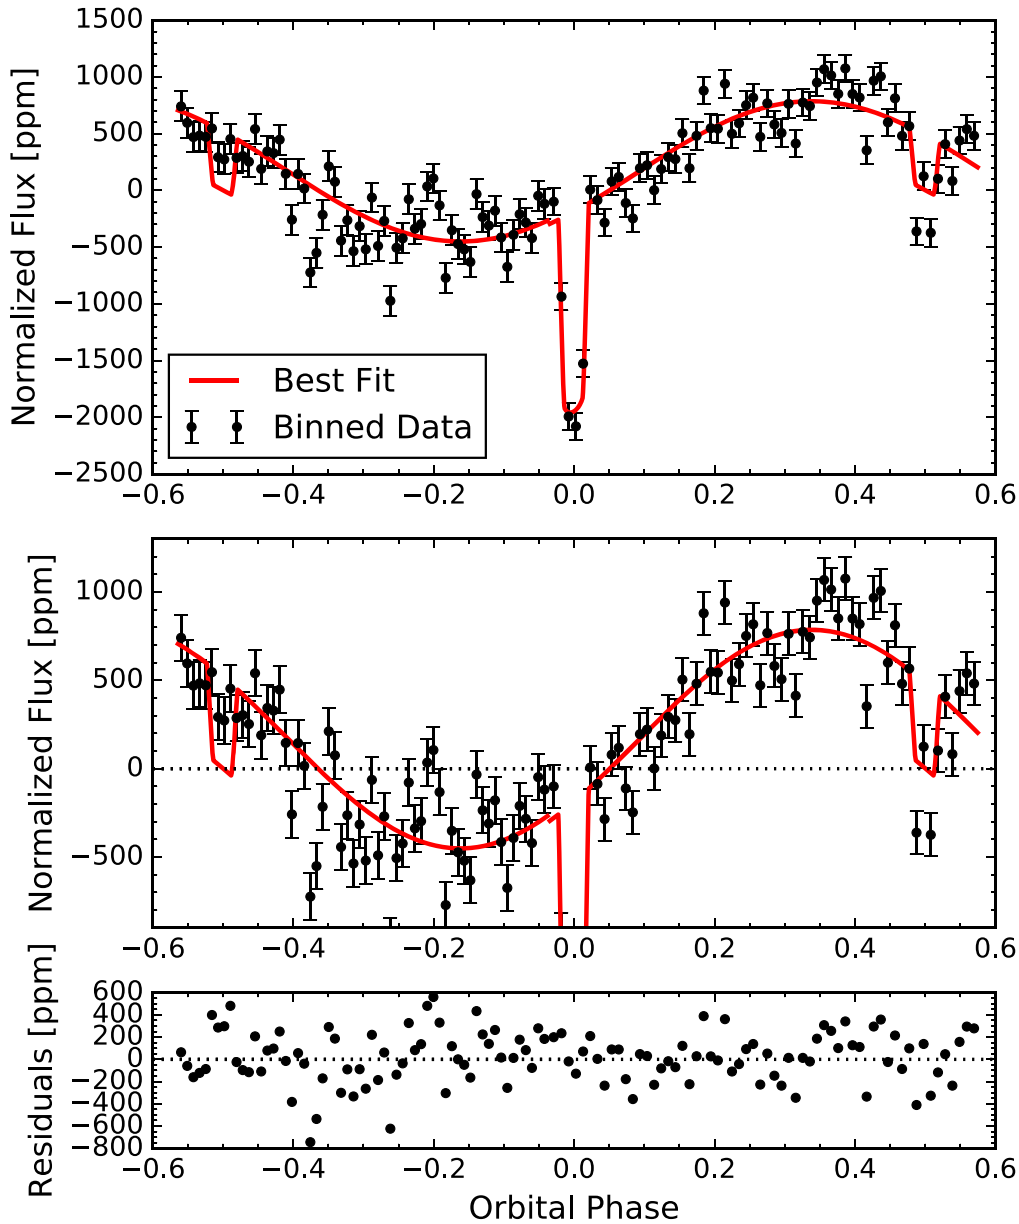 Normalized Flux [ppm]
1500
1000
500
0
−500
−1000
−1500
−2000
−2500
Best Fit
Binned Data
−0.6 −0.4 −0.2 0.0 0.2 0.4 0.6
Normalized Flux [ppm]
1000
500
0
−500
−0.6 −0.4 −0.2 0.0 0.2 0.4 0.6
Residuals [ppm]
600
400
200
0
−200
−400
−600
−800
−0.6 −0.4 −0.2 0.0 0.2 0.4 0.6
Orbital Phase